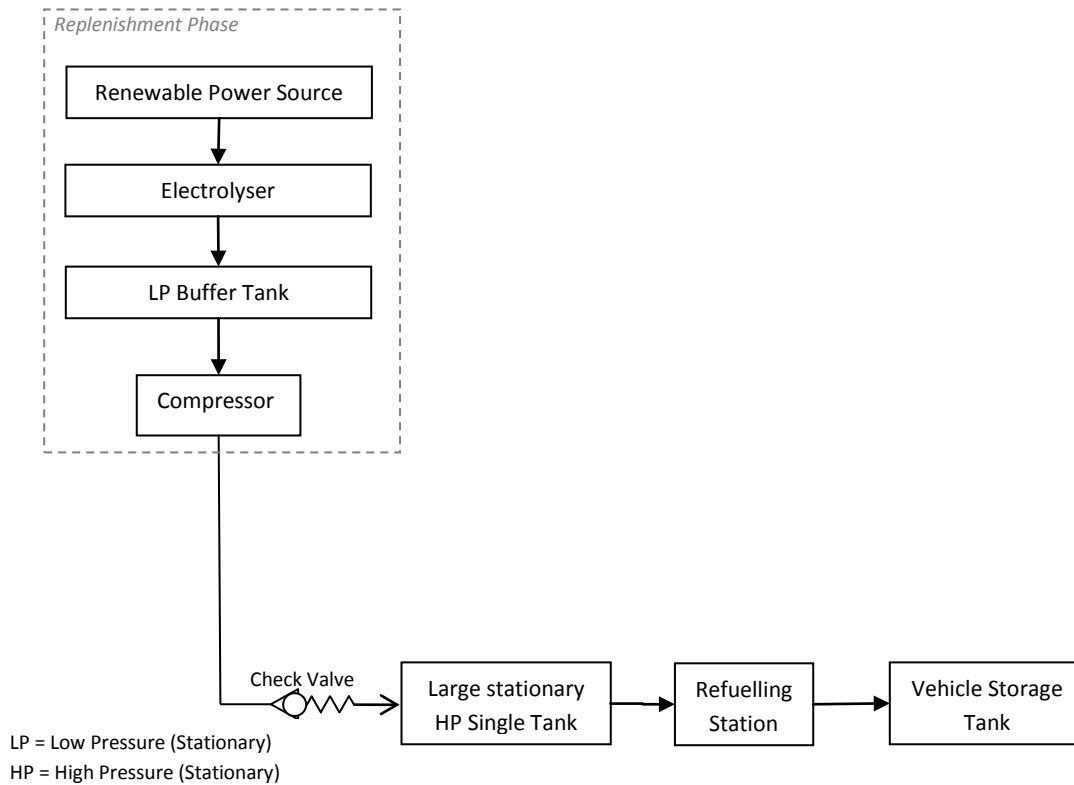 Replenishment Phase
Renewable Power Source
Electrolyser
LP Buffer Tank
Compressor
Check Valve
Large stationary
HP Single Tank
Refuelling
Station
Vehicle Storage
Tank
LP = Low Pressure (Stationary)
HP = High Pressure (Stationary)